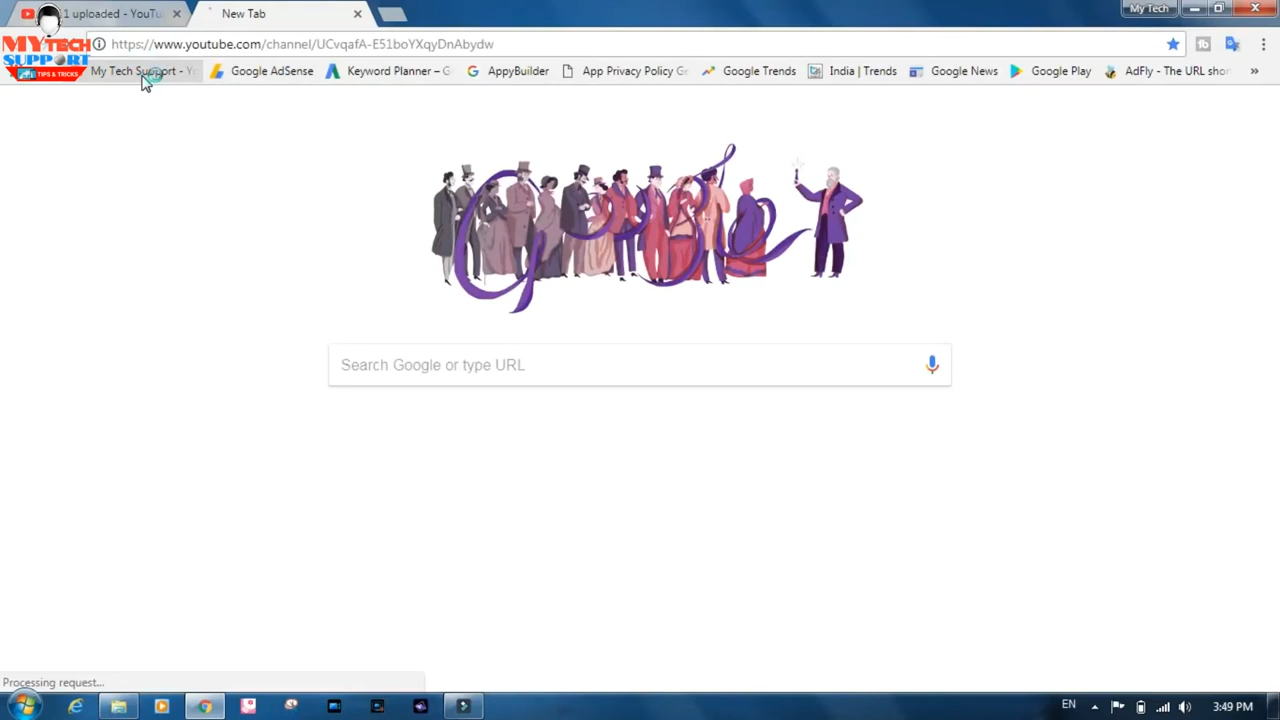 1 uploaded - YouTu
New Tab
My Tech
https://www.youtube.com/channel/UCvqafA-E51boYXqyDnAbydw
MYTECH
SUPPORT
TIPS & TRICKS
My Tech Support - Y
Google AdSense
Keyword Planner – G
AppyBuilder
App Privacy Policy Ge
Google Trends
India | Trends
Google News
Google Play
AdFly - The URL shor
»
Google
Search Google or type URL
Processing request...
EN
3:49 PM